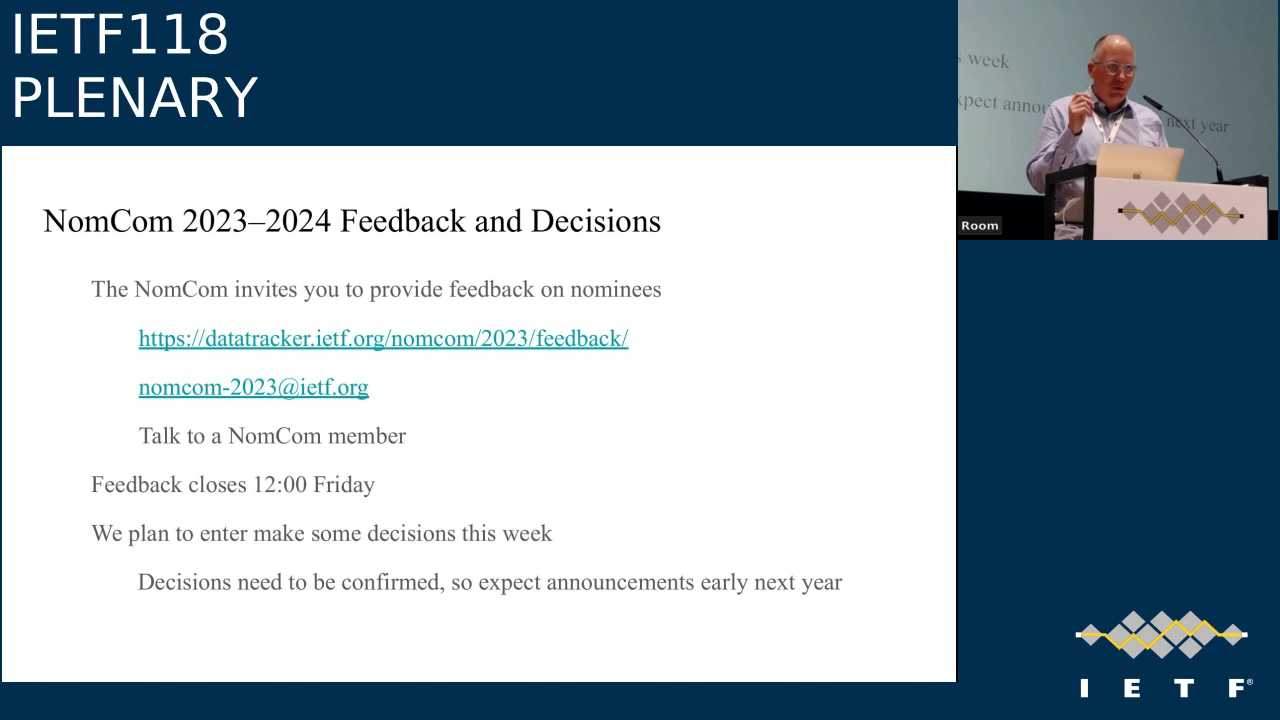 IETF118
PLENARY
NomCom 2023–2024 Feedback and Decisions
The NomCom invites you to provide feedback on nominees
https://datatracker.ietf.org/nomcom/2023/feedback/
nomcom-2023@ietf.org
Talk to a NomCom member
Feedback closes 12:00 Friday
We plan to enter make some decisions this week
Decisions need to be confirmed, so expect announcements early next year
week
next year
Room
I E T F®